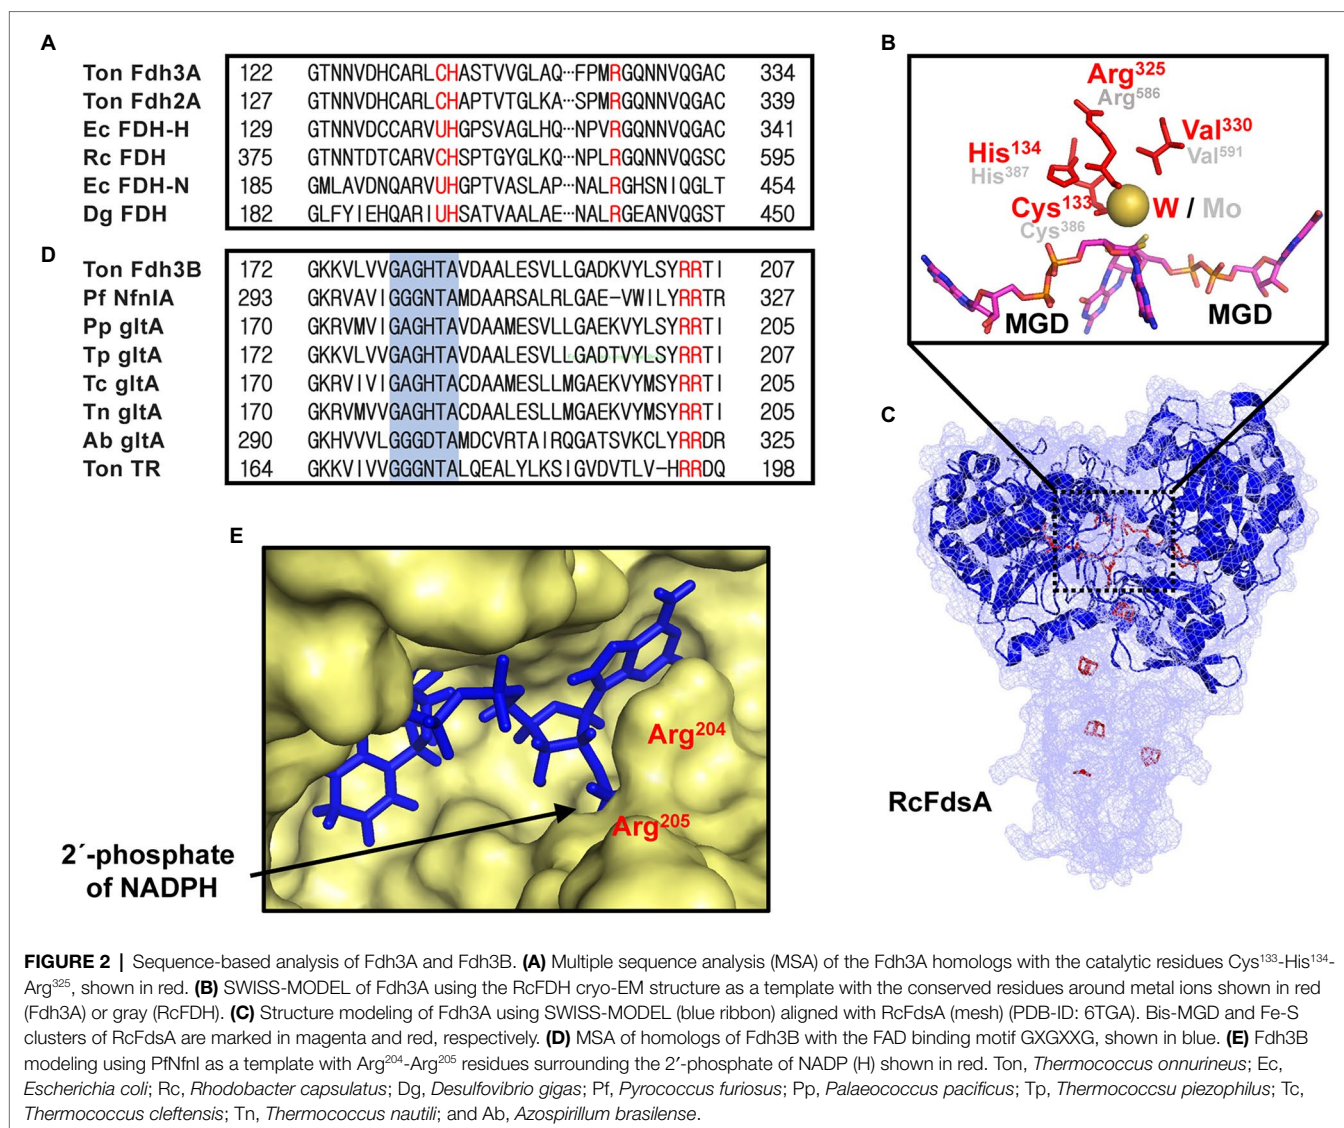 A
Ton Fdh3A 122 GTNNVDHCARLCHASTVVGLAQ···FPMRGQNNVQGAC 334
Ton Fdh2A 127 GTNNVDHCARLCHAPTVTGLKA···SPMRGQNNVQGAC 339
Ec FDH-H 129 GTNNVDCCARVUHGPSVAGLHQ···NPVRGQNNVQGAC 341
Rc FDH 375 GTNNTDTCARVCHSPTGYGLKQ···NPLRGQNNVQGSC 595
Ec FDH-N 185 GMLAVDNQARVUHGPTVASLAP···NALRGHSNIQGLT 454
Dg FDH 182 GLFYIEHQARIUHSATVAALAE···NALRGEANVQGST 450
B
Arg325
Arg586
Val330
Val591
His134
His387
Cys133
Cys386
W / Mo
MGD
MGD
C
RcFdsA
D
Ton Fdh3B 172 GKKVLVVGAGHTAVDAALESVLLGADKVYLSYRRTI 207
Pf NfnIA 293 GKRVAVIGGGNTAMDAARSALRLGAE-VWILYRRTR 327
Pp gltA 170 GKRVMVIGAGHTAVDAAMESVLLGAEKVYLSYRRTI 205
Tp gltA 172 GKKVLVVGAGHTAVDAALESVLLGADTVYLSYRRTI 207
Tc gltA 170 GKRVIVIGAGHTACDAAMESLLMGAEKVYMSYRRTI 205
Tn gltA 170 GKRVMVVGAGHTACDAALESLLMGAEKVYMSYRRTI 205
Ab gltA 290 GKHVVVLGGGDTAMDCVRTAIRQGATSVKCLYRRDR 325
Ton TR 164 GKKVIVVGGGNTALQEALYLKSIGVDVTLV-HRRDQ 198
E
Arg204
Arg205
2´-phosphate
of NADPH
FIGURE 2 | Sequence-based analysis of Fdh3A and Fdh3B. (A) Multiple sequence analysis (MSA) of the Fdh3A homologs with the catalytic residues Cys133-His134-
Arg325, shown in red. (B) SWISS-MODEL of Fdh3A using the RcFDH cryo-EM structure as a template with the conserved residues around metal ions shown in red
(Fdh3A) or gray (RcFDH). (C) Structure modeling of Fdh3A using SWISS-MODEL (blue ribbon) aligned with RcFdsA (mesh) (PDB-ID: 6TGA). Bis-MGD and Fe-S
clusters of RcFdsA are marked in magenta and red, respectively. (D) MSA of homologs of Fdh3B with the FAD binding motif GXGXXG, shown in blue. (E) Fdh3B
modeling using PfNfnI as a template with Arg204-Arg205 residues surrounding the 2′-phosphate of NADP (H) shown in red. Ton, Thermococcus onnurineus; Ec,
Escherichia coli; Rc, Rhodobacter capsulatus; Dg, Desulfovibrio gigas; Pf, Pyrococcus furiosus; Pp, Palaeococcus pacificus; Tp, Thermococcsu piezophilus; Tc,
Thermococcus cleftensis; Tn, Thermococcus nautili; and Ab, Azospirillum brasilense.